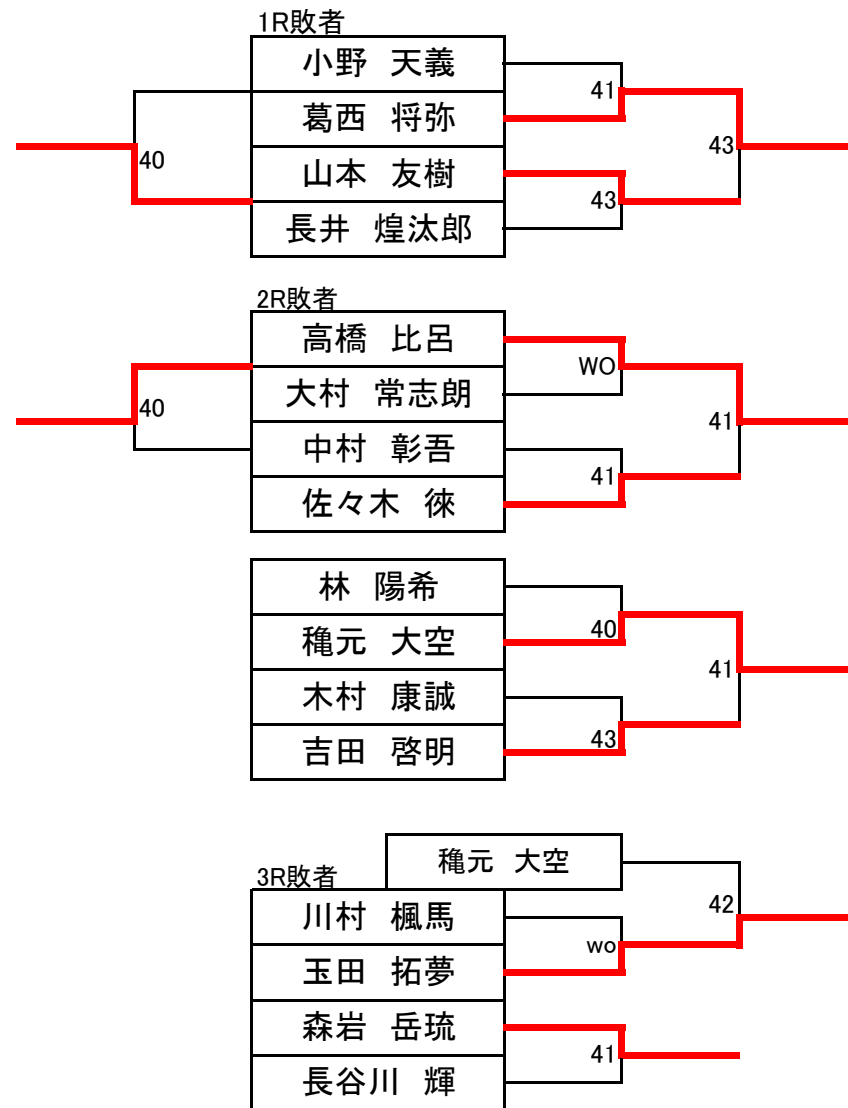 1R敗者
小野 天義
41
葛西 将弥
40
43
山本 友樹
43
長井 煌汰郎
2R敗者
高橋 比呂
WO
大村 常志朗
40
41
中村 彰吾
41
佐々木 徠
林 陽希
40
穐元 大空
41
木村 康誠
43
吉田 啓明
穐元 大空
3R敗者
42
川村 楓馬
wo
玉田 拓夢
森岩 岳琉
41
長谷川 輝